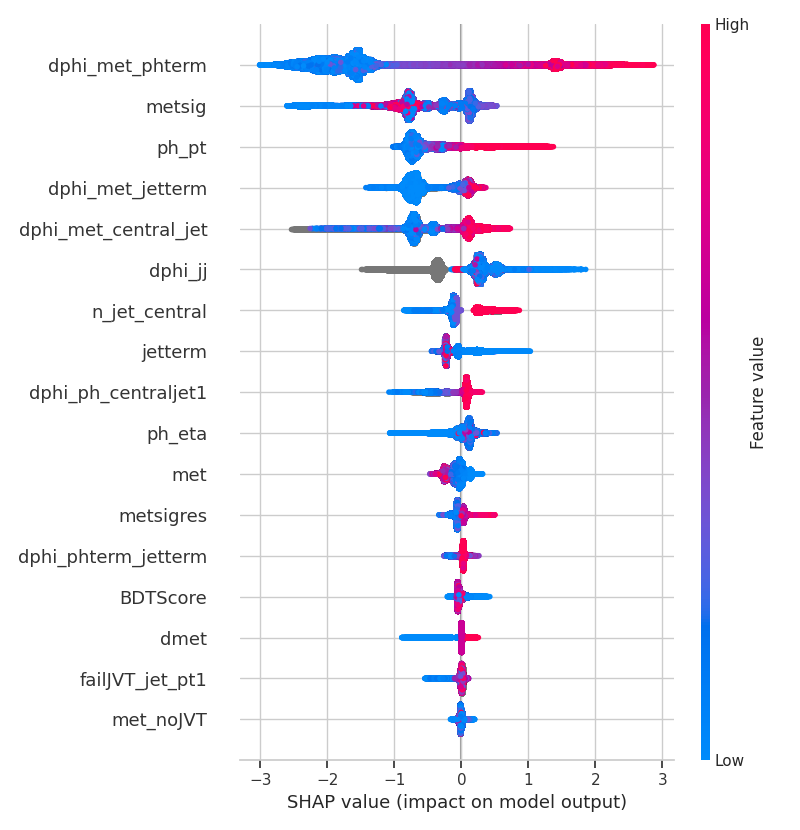 High
dphi_met_phterm
metsig
ph_pt
dphi_met_jetterm
dphi_met_central_jet
dphi_jj
n_jet_central
jetterm
dphi_ph_centraljet1
ph_eta
met
metsigres
dphi_phterm_jetterm
BDTScore
dmet
failJVT_jet_pt1
met_noJVT
Feature value
Low
−3 −2 −1 0 1 2 3
SHAP value (impact on model output)